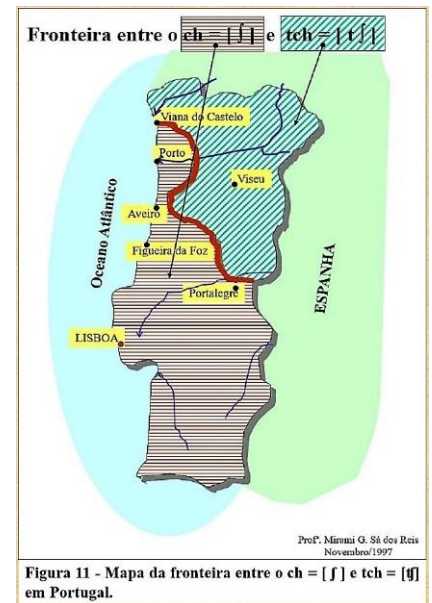 Fronteira entre o ch = [ ʃ ] e tch = [ tʃ ]
Viana do Castelo
Porto
Viseu
Aveiro
Figueira da Foz
Oceano Atlântico
ESPANHA
Portalegre
LISBOA
Profª. Mirami G. Sá dos Reis
Novembro/1997
Figura 11 - Mapa da fronteira entre o ch = [ ʃ ] e tch = [tʃ]
em Portugal.